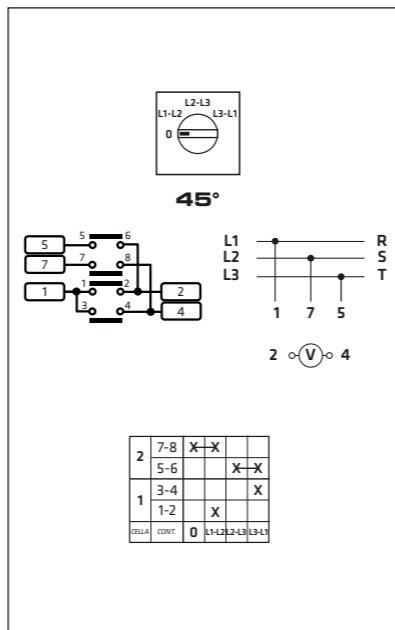 L2-L3
L1-L2 L3-L1
0
45°
5 5 6
7 7 8
1 1 2 2
3 4 4
L1 R
L2 S
L3 T
1 7 5
2 V 4
2 7-8 X X
5-6 X X
1 3-4 X
1-2 X
CELLA CONT. 0 L1-L2 L2-L3 L3-L1